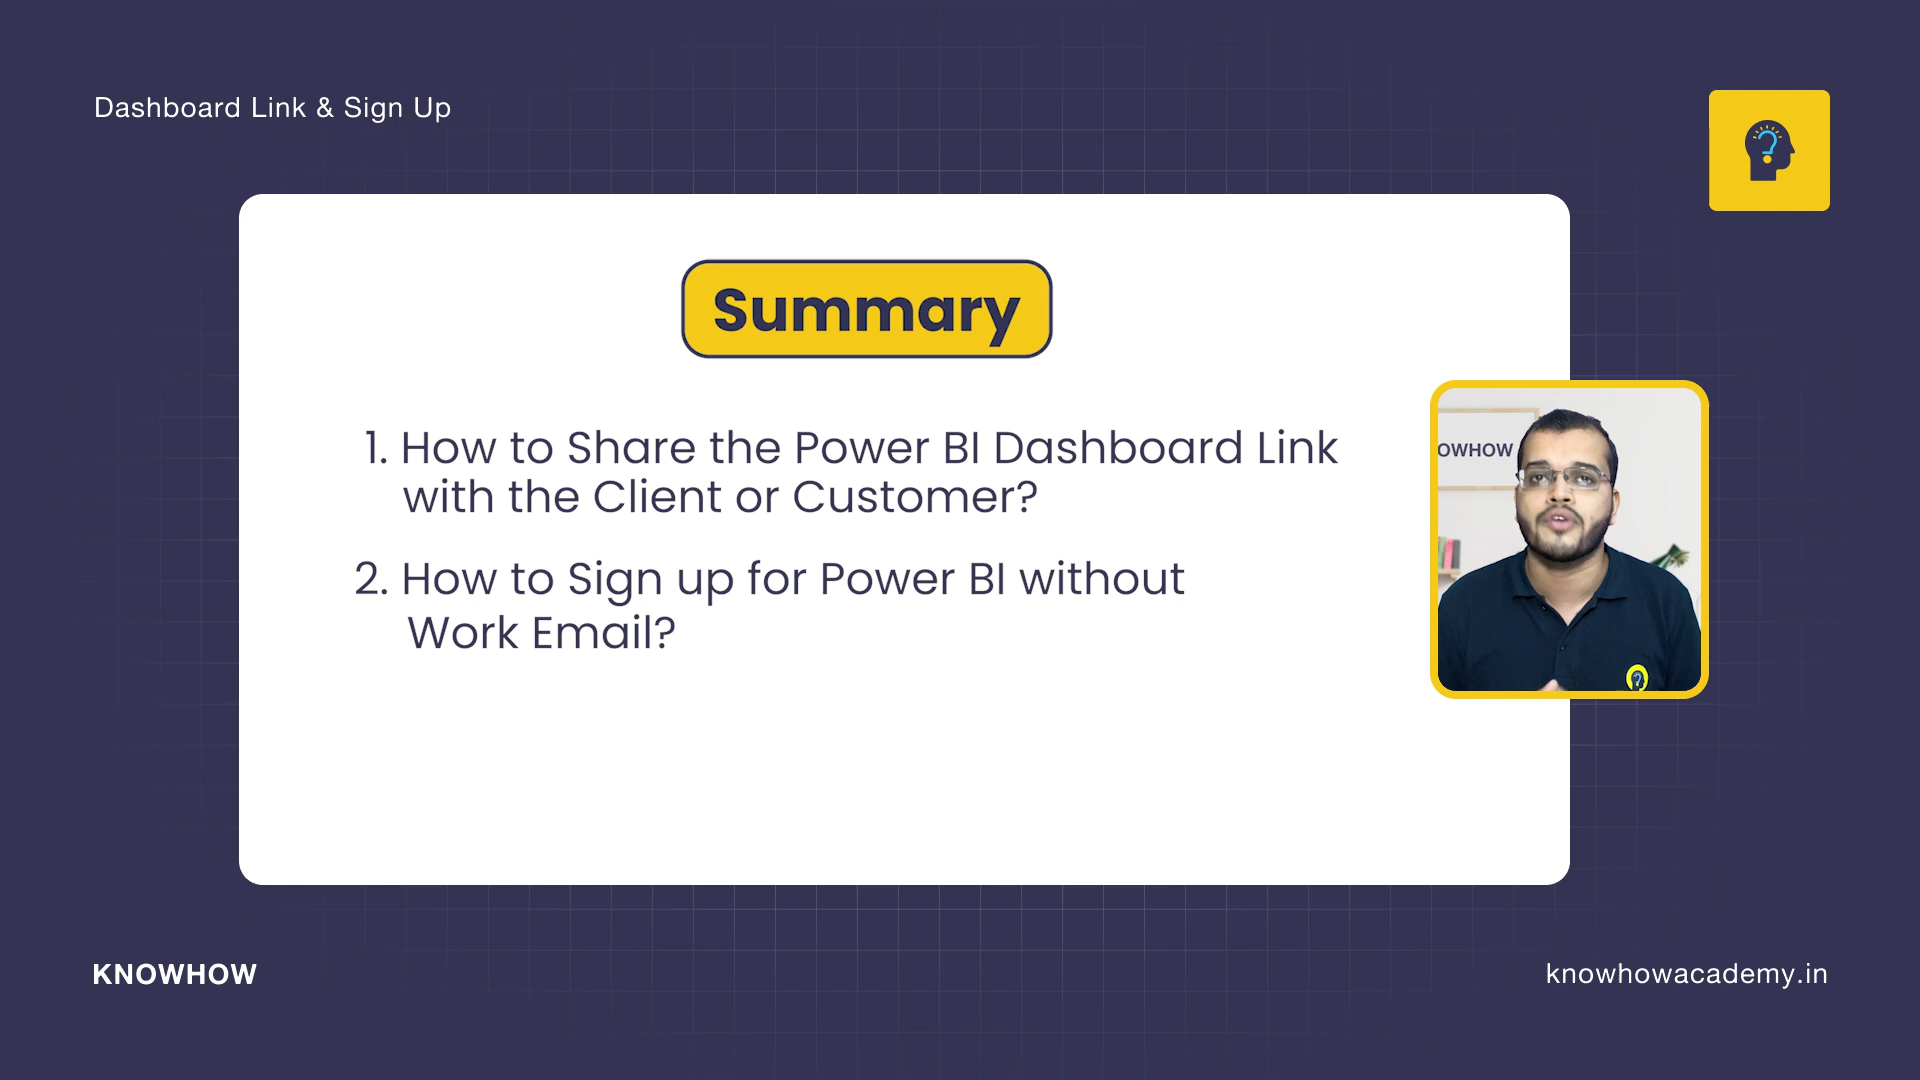 Dashboard Link & Sign Up
Summary
1. How to Share the Power BI Dashboard Link
with the Client or Customer?
2. How to Sign up for Power BI without
Work Email?
OWHOW
KNOWHOW
knowhowacademy.in